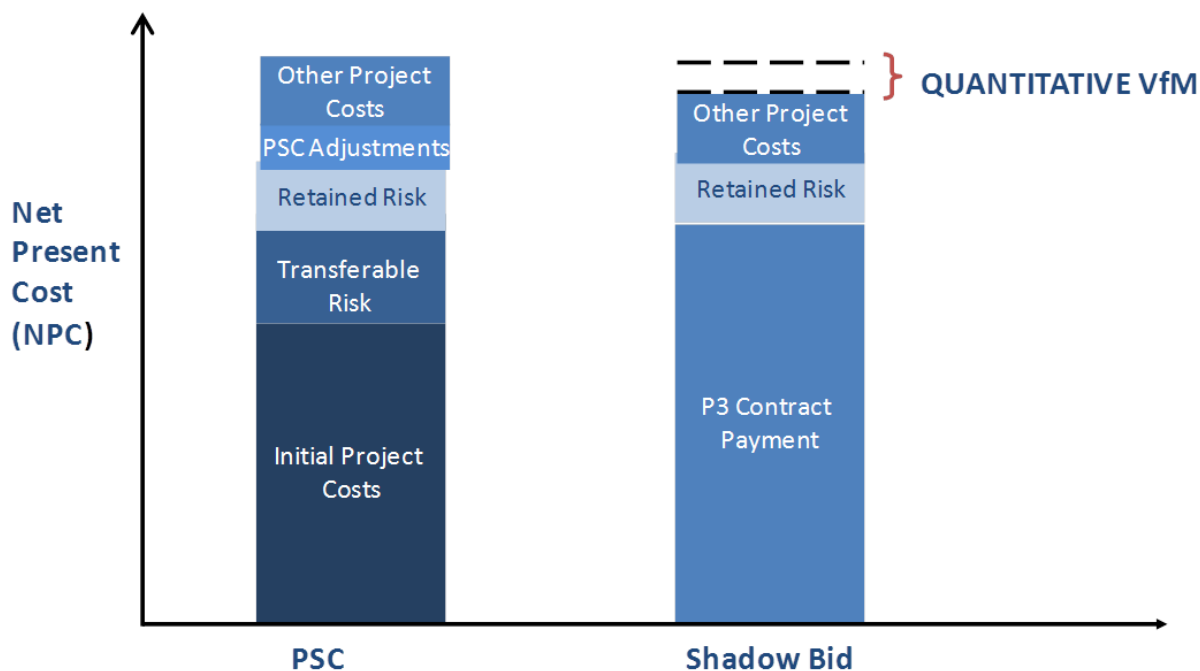 Other Project
Costs
PSC Adjustments
Retained Risk
Transferable
Risk
Initial Project
Costs
Other Project
Costs
Retained Risk
P3 Contract
Payment
QUANTITATIVE VfM
Net
Present
Cost
(NPC)
PSC
Shadow Bid